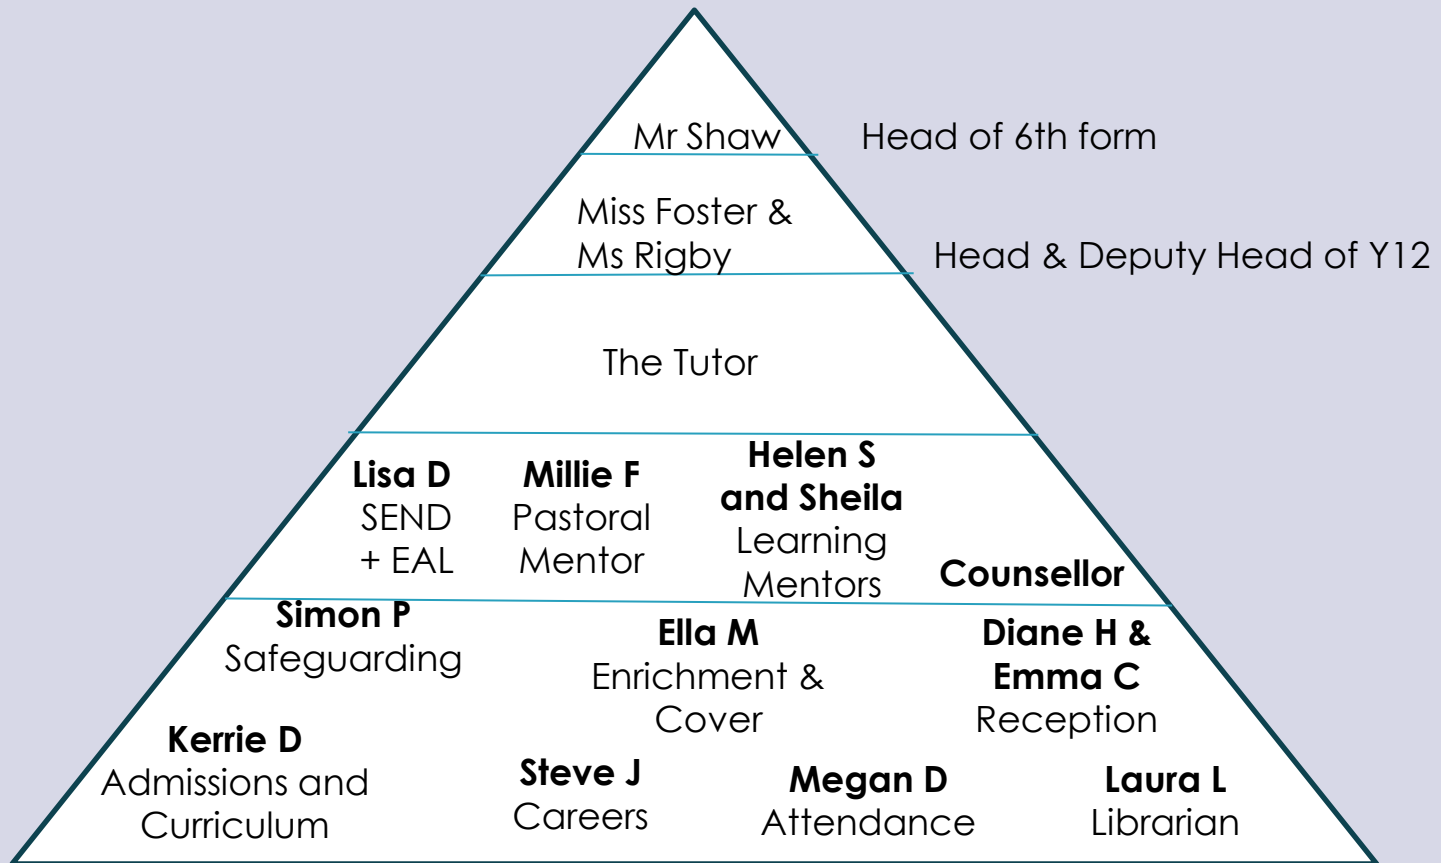 Mr Shaw
Head of 6th form
Miss Foster &
Ms Rigby
Head & Deputy Head of Y12
The Tutor
Lisa D
SEND
+ EAL
Millie F
Pastoral
Mentor
Helen S
and Sheila
Learning
Mentors
Counsellor
Simon P
Safeguarding
Ella M
Enrichment &
Cover
Diane H &
Emma C
Reception
Kerrie D
Admissions and
Curriculum
Steve J
Careers
Megan D
Attendance
Laura L
Librarian